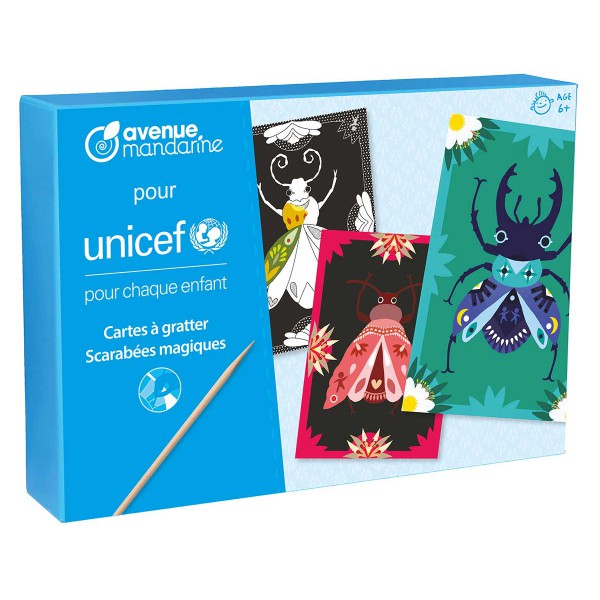 avenue
mandarine
pour
unicef
pour chaque enfant
Cartes à gratter
Scarabées magiques
AGE
6+